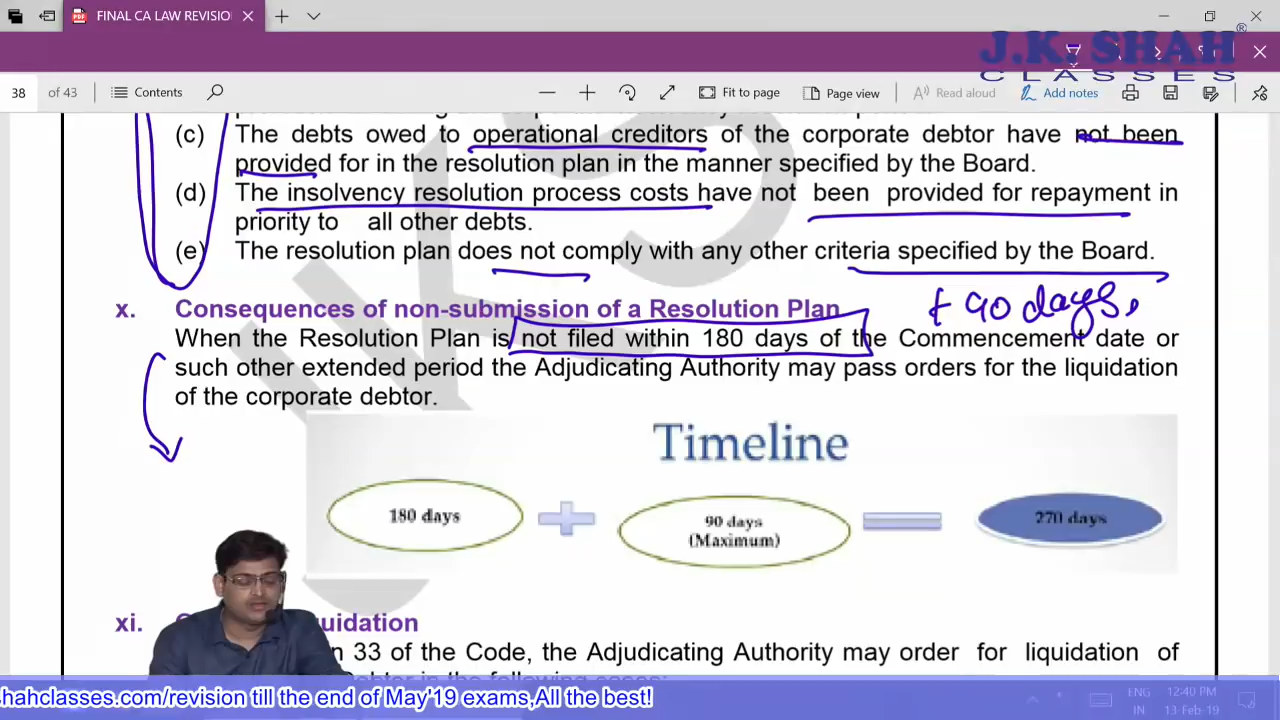 FINAL CA LAW REVISION
J.K. SHAH ®
CLASSES
38 of 43 Contents Fit to page Page view Read aloud Add notes
(c) The debts owed to operational creditors of the corporate debtor have not been
provided for in the resolution plan in the manner specified by the Board.
(d) The insolvency resolution process costs have not been provided for repayment in
priority to all other debts.
(e) The resolution plan does not comply with any other criteria specified by the Board.
+ 90 days.
x. Consequences of non-submission of a Resolution Plan
When the Resolution Plan is not filed within 180 days of the Commencement date or
such other extended period the Adjudicating Authority may pass orders for the liquidation
of the corporate debtor.
Timeline
180 days
90 days
(Maximum)
270 days
xi. uidation
33 of the Code, the Adjudicating Authority may order for liquidation of
shahclasses.com/revision till the end of May'19 exams,All the best!
ENG
IN
12:40 PM
13-Feb-19